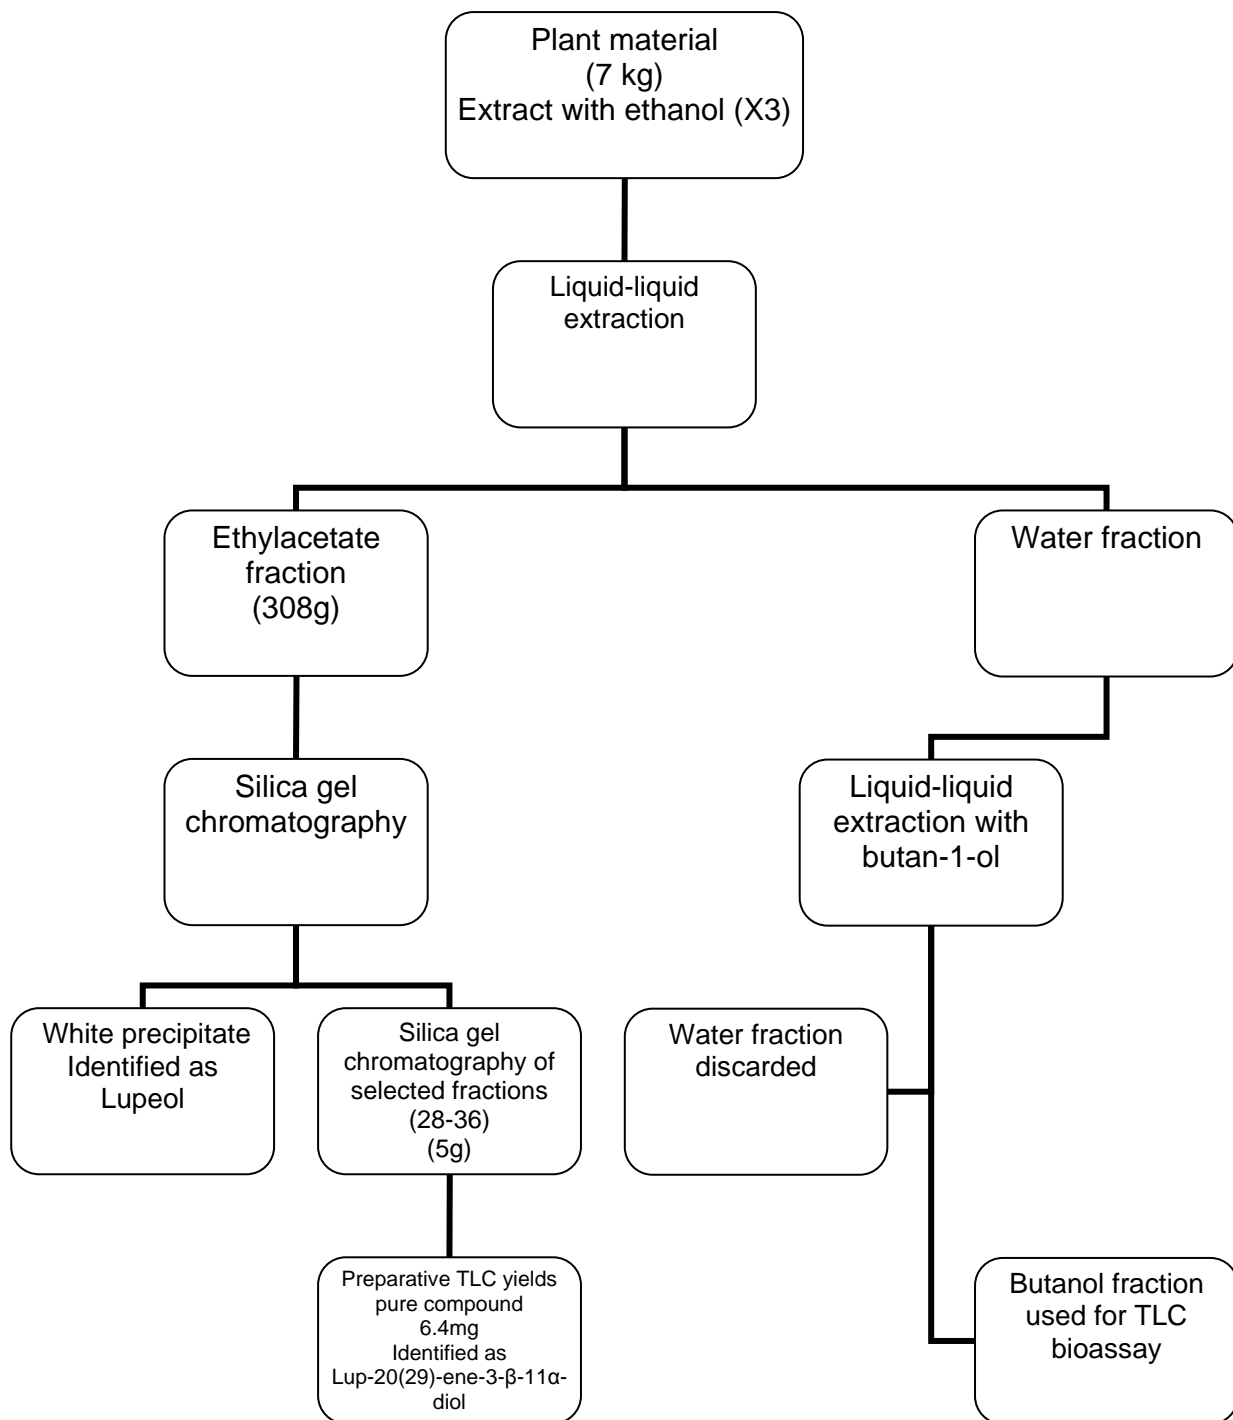 Plant material
(7 kg)
Extract with ethanol (X3)
Liquid-liquid
extraction
Ethylacetate
fraction
(308g)
Water fraction
Silica gel
chromatography
Liquid-liquid
extraction with
butan-1-ol
White precipitate
Identified as
Lupeol
Silica gel
chromatography of
selected fractions
(28-36)
(5g)
Water fraction
discarded
Preparative TLC yields
pure compound
6.4mg
Identified as
Lup-20(29)-ene-3-β-11α-
diol
Butanol fraction
used for TLC
bioassay